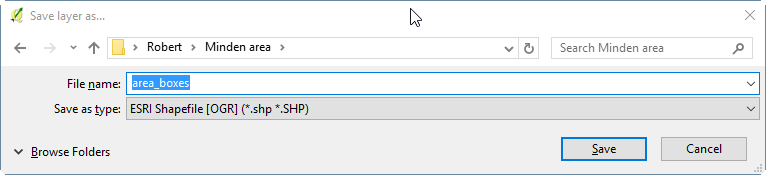 Save layer as...
Robert > Minden area >
Search Minden area
File name: area_boxes
Save as type: ESRI Shapefile [OGR] (*.shp *.SHP)
Browse Folders
Save
Cancel